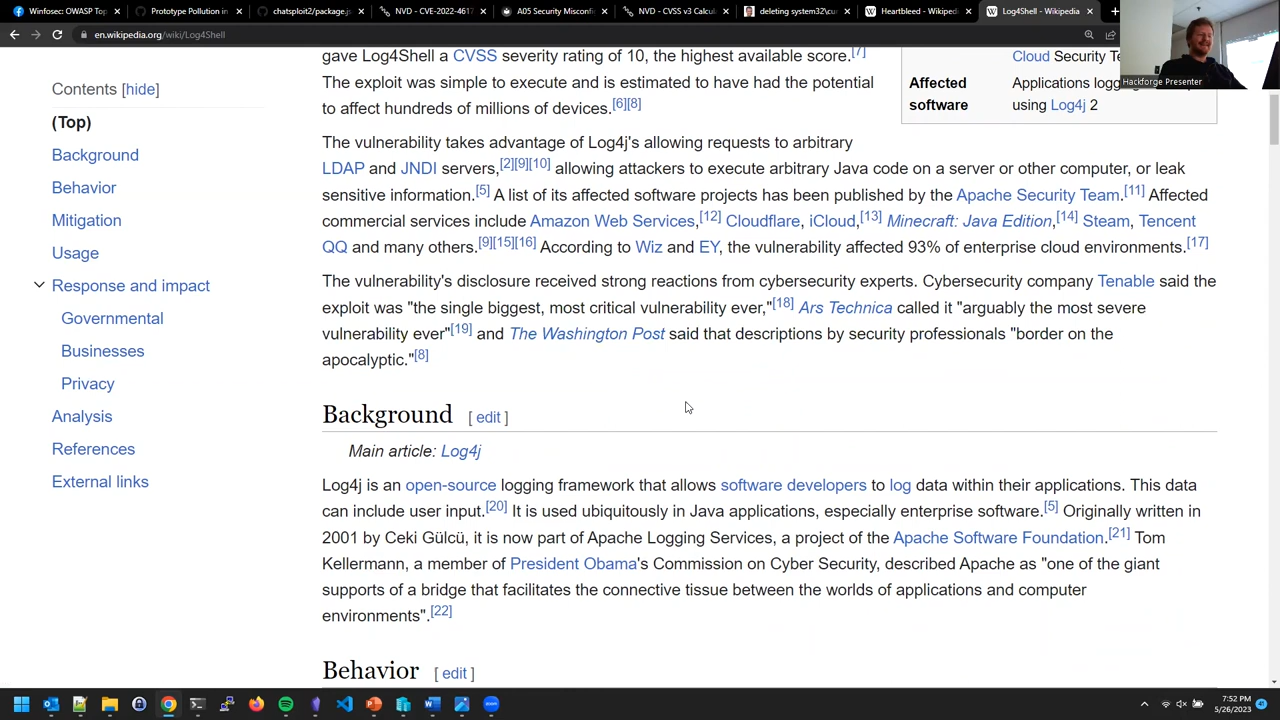 Winfosec: OWASP Top
Prototype Pollution in
chatsploit2/package.js
NVD - CVE-2022-4617
A05 Security Misconfi
NVD - CVSS v3 Calcul
deleting system32\cur
Heartbleed - Wikipedi
Log4Shell - Wikipedia
en.wikipedia.org/wiki/Log4Shell
Hackforge Presenter
Contents [hide]
(Top)
Background
Behavior
Mitigation
Usage
Response and impact
Governmental
Businesses
Privacy
Analysis
References
External links
gave Log4Shell a CVSS severity rating of 10, the highest available score.[7]
The exploit was simple to execute and is estimated to have had the potential
to affect hundreds of millions of devices.[6][8]
Cloud Security Te
Affected software
Applications logg
using Log4j 2
The vulnerability takes advantage of Log4j's allowing requests to arbitrary
LDAP and JNDI servers,[2][9][10] allowing attackers to execute arbitrary Java code on a server or other computer, or leak
sensitive information.[5] A list of its affected software projects has been published by the Apache Security Team.[11] Affected
commercial services include Amazon Web Services,[12] Cloudflare, iCloud,[13] Minecraft: Java Edition,[14] Steam, Tencent
QQ and many others.[9][15][16] According to Wiz and EY, the vulnerability affected 93% of enterprise cloud environments.[17]
The vulnerability's disclosure received strong reactions from cybersecurity experts. Cybersecurity company Tenable said the
exploit was "the single biggest, most critical vulnerability ever,"[18] Ars Technica called it "arguably the most severe
vulnerability ever"[19] and The Washington Post said that descriptions by security professionals "border on the
apocalyptic."[8]
Background [ edit ]
Main article: Log4j
Log4j is an open-source logging framework that allows software developers to log data within their applications. This data
can include user input.[20] It is used ubiquitously in Java applications, especially enterprise software.[5] Originally written in
2001 by Ceki Gülcü, it is now part of Apache Logging Services, a project of the Apache Software Foundation.[21] Tom
Kellermann, a member of President Obama's Commission on Cyber Security, described Apache as "one of the giant
supports of a bridge that facilitates the connective tissue between the worlds of applications and computer
environments".[22]
Behavior [ edit ]
7:52 PM
5/26/2023